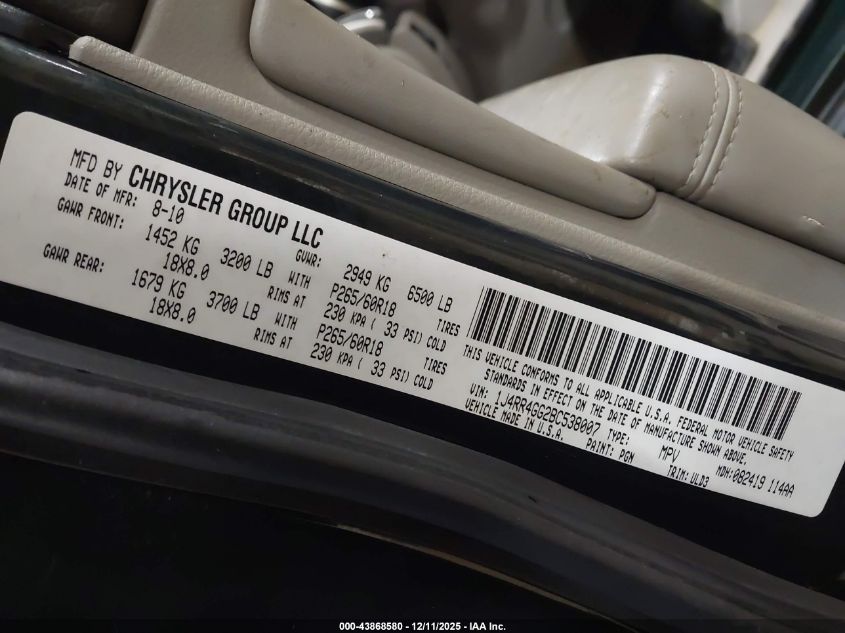 MFD BY CHRYSLER GROUP LLC
DATE OF MFR: 8-10 GVWR: 2949 KG 6500 LB
GAWR FRONT: 1452 KG 3200 LB WITH P265/60R18 TIRES
18X8.0 RIMS AT 230 KPA ( 33 PSI) COLD
GAWR REAR: 1679 KG 3700 LB WITH P265/60R18 TIRES
18X8.0 RIMS AT 230 KPA ( 33 PSI) COLD
THIS VEHICLE CONFORMS TO ALL APPLICABLE U.S.A. FEDERAL MOTOR VEHICLE SAFETY
STANDARDS IN EFFECT ON THE DATE OF MANUFACTURE SHOWN ABOVE.
VIN: 1J4RR4GG2BC538007 TYPE: MPV MDH:082419 114AA
VEHICLE MADE IN U.S.A. PAINT: PGN TRIM: ULD3
000-43868580 - 12/11/2025 - IAA Inc.